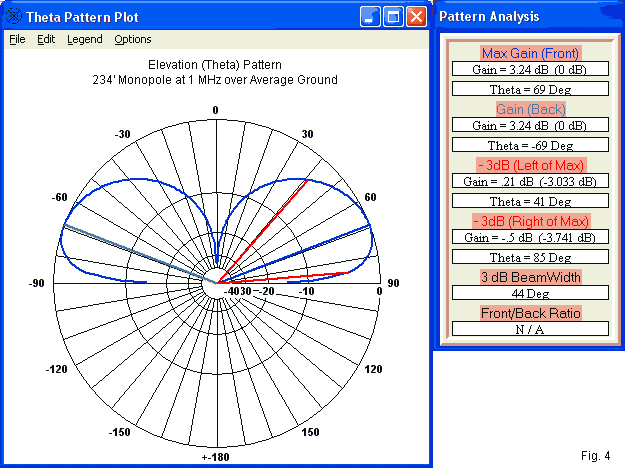 Theta Pattern Plot
File Edit Legend Options
Elevation (Theta) Pattern
234' Monopole at 1 MHz over Average Ground
0
-30 30
-60 60
-90 -40 30 -20 -10 0 90
-120 120
-150 150
+-180
Pattern Analysis
Max Gain (Front)
Gain = 3.24 dB (0 dB)
Theta = 69 Deg
Gain (Back)
Gain = 3.24 dB (0 dB)
Theta = -69 Deg
- 3dB (Left of Max)
Gain = .21 dB (-3.033 dB)
Theta = 41 Deg
- 3dB (Right of Max)
Gain = -.5 dB (-3.741 dB)
Theta = 85 Deg
3 dB BeamWidth
44 Deg
Front/Back Ratio
N / A
Fig. 4